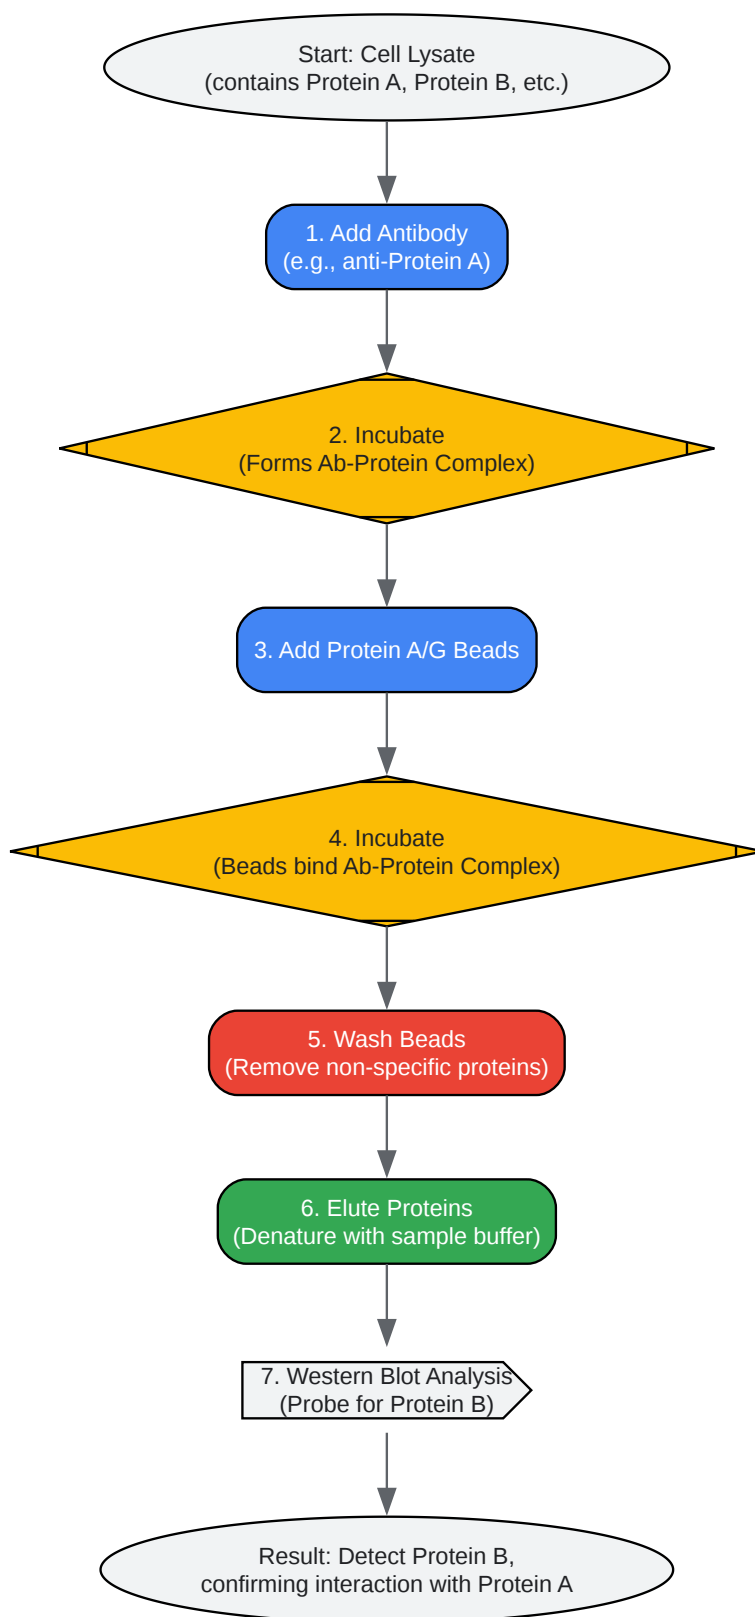 Start: Cell Lysate
(contains Protein A, Protein B, etc.)
1. Add Antibody
(e.g., anti-Protein A)
2. Incubate
(Forms Ab-Protein Complex)
3. Add Protein A/G Beads
4. Incubate
(Beads bind Ab-Protein Complex)
5. Wash Beads
(Remove non-specific proteins)
6. Elute Proteins
(Denature with sample buffer)
7. Western Blot Analysis
(Probe for Protein B)
Result: Detect Protein B,
confirming interaction with Protein A